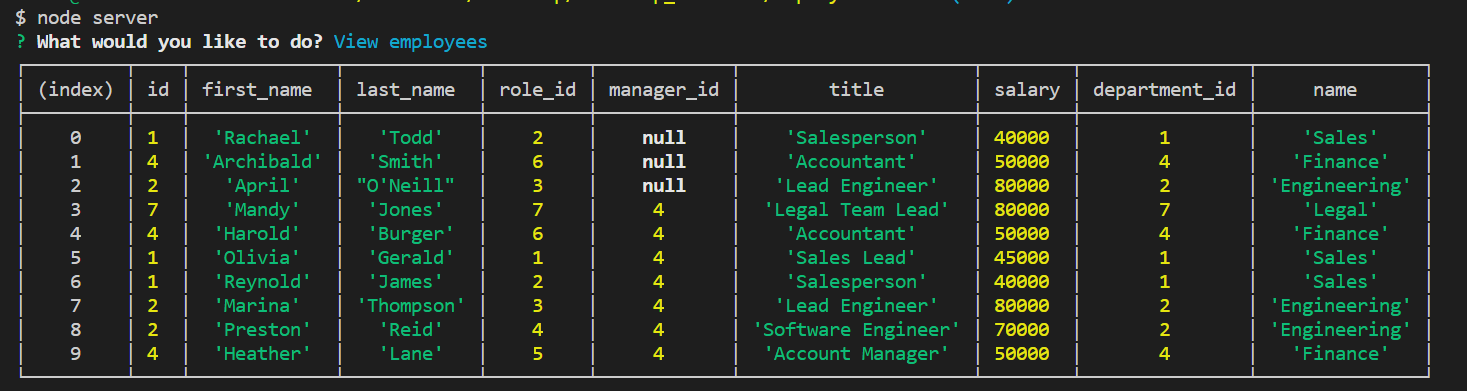 $ node server
? What would you like to do? View employees
(index) id first_name last_name role_id manager_id title salary department_id name
0 1 'Rachael' 'Todd' 2 null 'Salesperson' 40000 1 'Sales'
1 4 'Archibald' 'Smith' 6 null 'Accountant' 50000 4 'Finance'
2 2 'April' "O'Neill" 3 null 'Lead Engineer' 80000 2 'Engineering'
3 7 'Mandy' 'Jones' 7 4 'Legal Team Lead' 80000 7 'Legal'
4 4 'Harold' 'Burger' 6 4 'Accountant' 50000 4 'Finance'
5 1 'Olivia' 'Gerald' 1 4 'Sales Lead' 45000 1 'Sales'
6 1 'Reynold' 'James' 2 4 'Salesperson' 40000 1 'Sales'
7 2 'Marina' 'Thompson' 3 4 'Lead Engineer' 80000 2 'Engineering'
8 2 'Preston' 'Reid' 4 4 'Software Engineer' 70000 2 'Engineering'
9 4 'Heather' 'Lane' 5 4 'Account Manager' 50000 4 'Finance'